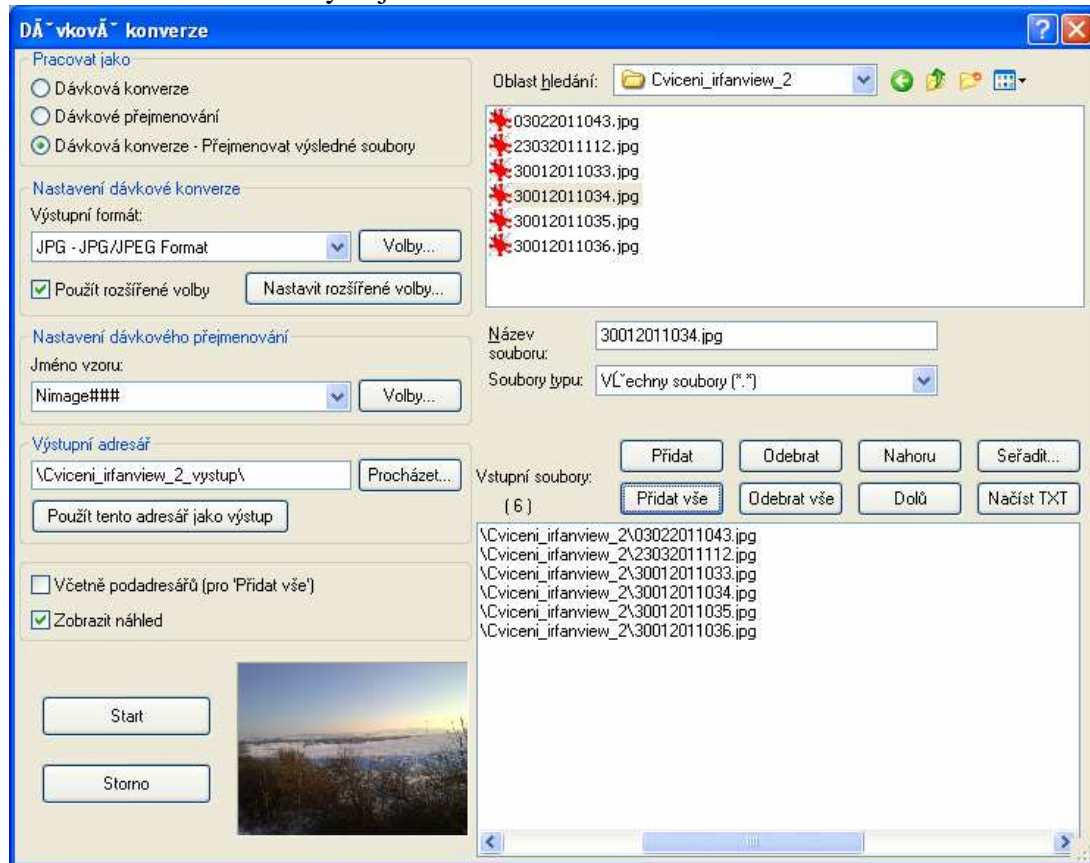 DĂˇvkovĂˇ konverze
Pracovat jako
Dávková konverze
Dávkové přejmenování
Dávková konverze - Přejmenovat výsledné soubory
Nastavení dávkové konverze
Výstupní formát:
JPG - JPG/JPEG Format
Volby...
Použít rozšířené volby
Nastavit rozšířené volby...
Nastavení dávkového přejmenování
Jméno vzoru:
Nimage###
Volby...
Výstupní adresář
\Cviceni_irfanview_2_vystup\
Procházet...
Použít tento adresář jako výstup
Včetně podadresářů (pro 'Přidat vše')
Zobrazit náhled
Start
Storno
Oblast hledání:
Cviceni_irfanview_2
03022011043.jpg
23032011112.jpg
30012011033.jpg
30012011034.jpg
30012011035.jpg
30012011036.jpg
Název souboru:
30012011034.jpg
Soubory typu:
VĹˇechny soubory (*.*)
Přidat
Odebrat
Nahoru
Seřadit...
Vstupní soubory:
( 6 )
Přidat vše
Odebrat vše
Dolů
Načíst TXT
\Cviceni_irfanview_2\03022011043.jpg
\Cviceni_irfanview_2\23032011112.jpg
\Cviceni_irfanview_2\30012011033.jpg
\Cviceni_irfanview_2\30012011034.jpg
\Cviceni_irfanview_2\30012011035.jpg
\Cviceni_irfanview_2\30012011036.jpg